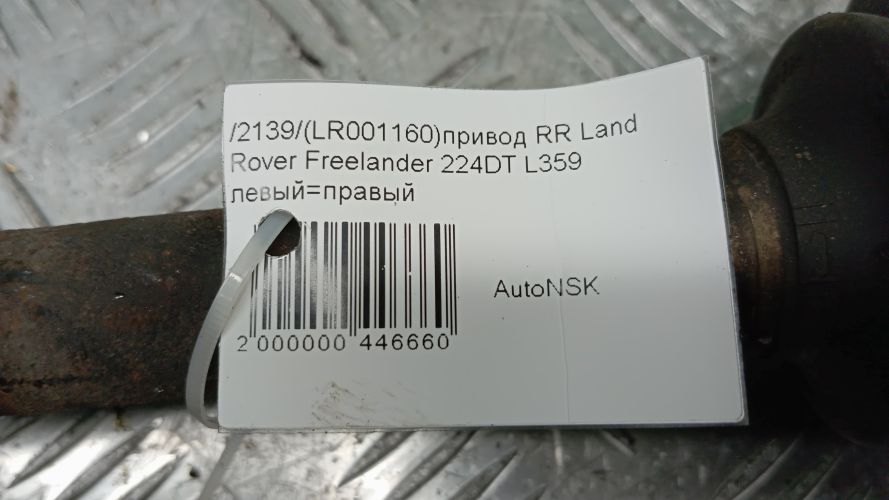 /2139/(LR001160)привод RR Land
Rover Freelander 224DT L359
левый=правый
AutoNSK
2 000000 446660